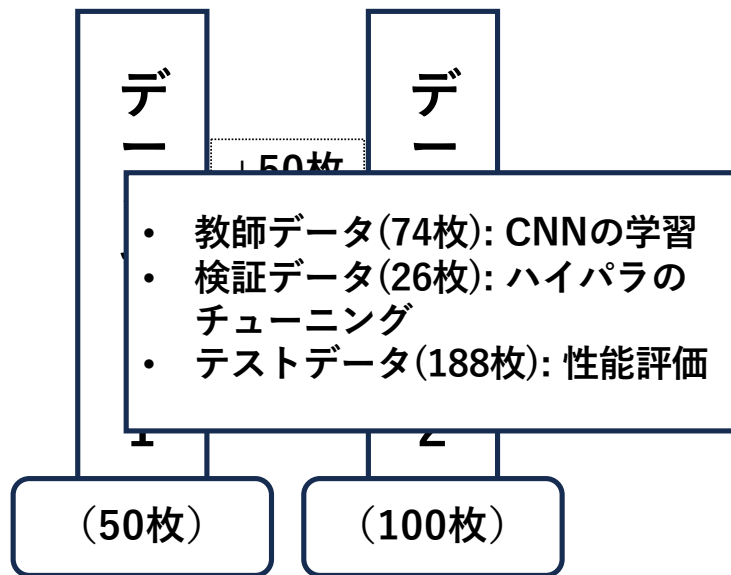 デー
デー
50枚
• 教師データ(74枚): CNNの学習
• 検証データ(26枚): ハイパラの
チューニング
• テストデータ(188枚): 性能評価
(50枚)
(100枚)